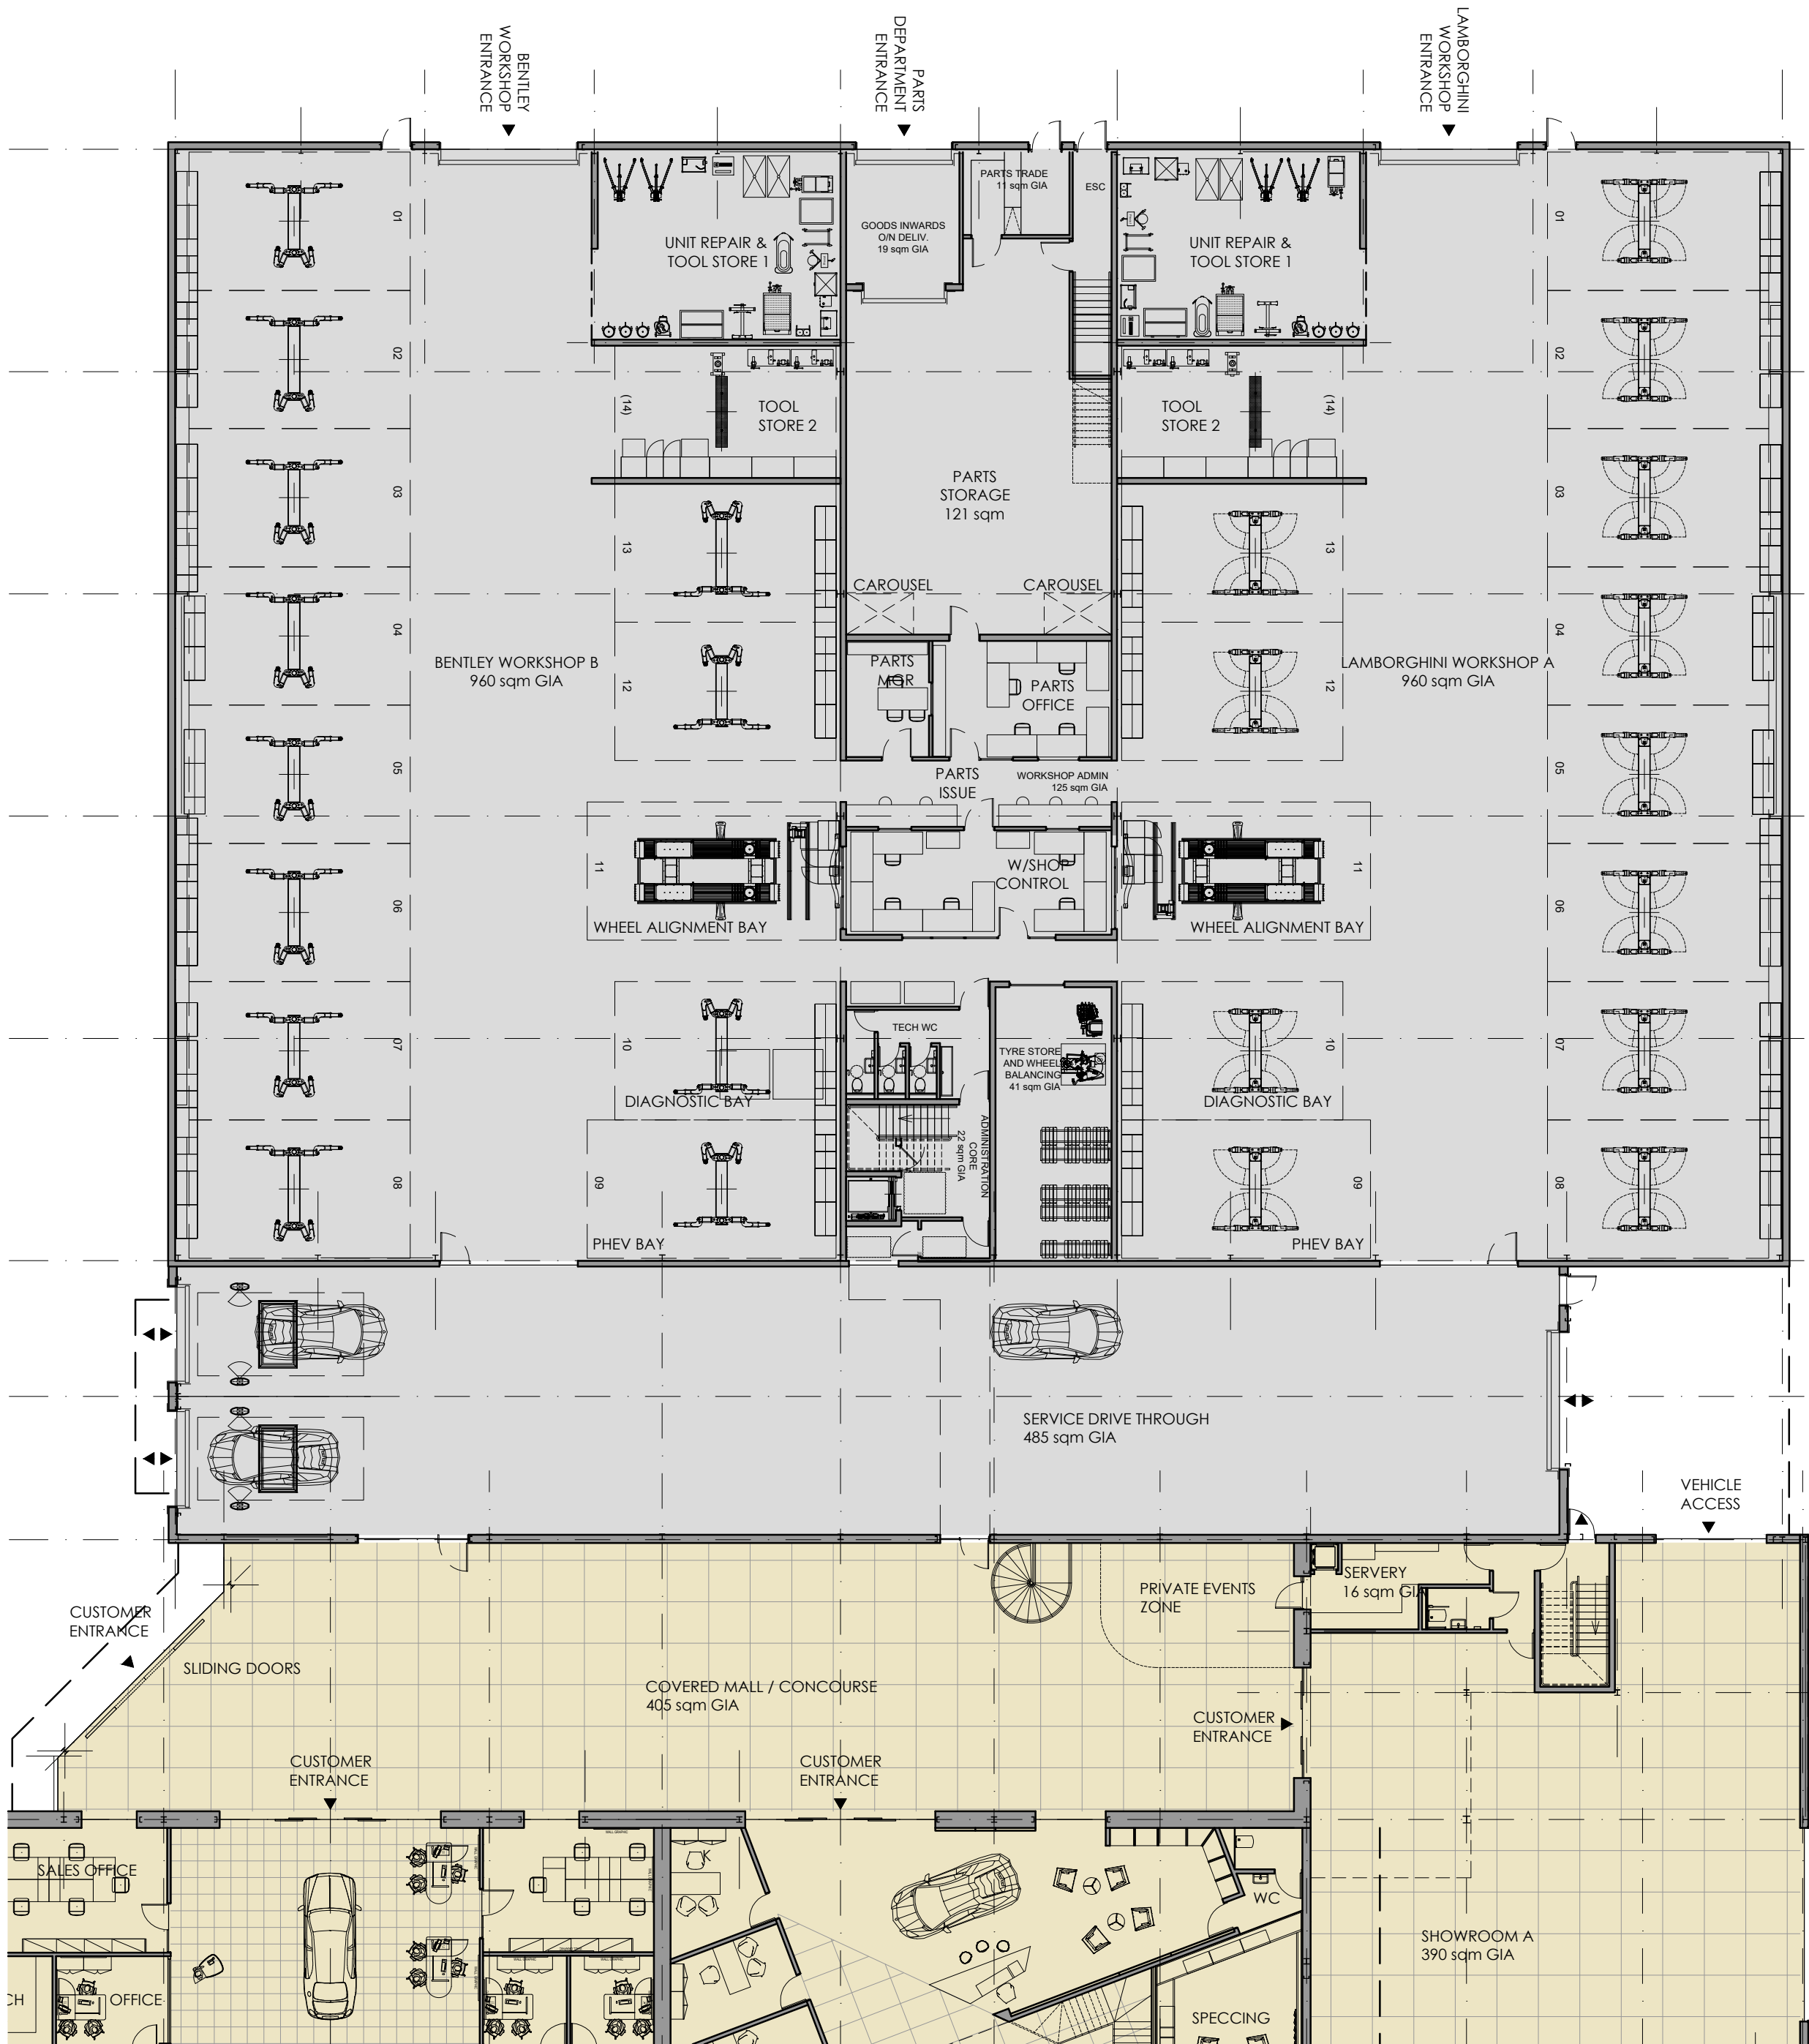 BENTLEY
WORKSHOP
ENTRANCE
PARTS
DEPARTMENT
ENTRANCE
LAMBORGHINI
WORKSHOP
ENTRANCE
01
UNIT REPAIR &
TOOL STORE 1
GOODS INWARDS
O/N DELIV.
19 sqm GIA
PARTS TRADE
11 sqm GIA
ESC
UNIT REPAIR &
TOOL STORE 1
01
02
(14)
TOOL
STORE 2
TOOL
STORE 2
(14)
02
03
PARTS
STORAGE
121 sqm
03
13
13
CAROUSEL
CAROUSEL
04
BENTLEY WORKSHOP B
960 sqm GIA
12
PARTS
MGR
PARTS
OFFICE
12
LAMBORGHINI WORKSHOP A
960 sqm GIA
04
05
PARTS
ISSUE
WORKSHOP ADMIN
125 sqm GIA
05
11
W/SHOP
CONTROL
11
06
06
WHEEL ALIGNMENT BAY
WHEEL ALIGNMENT BAY
07
10
TECH WC
TYRE STORE
AND WHEEL
BALANCING
41 sqm GIA
10
07
DIAGNOSTIC BAY
DIAGNOSTIC BAY
ADMINISTRATION
CORE
22 sqm GIA
08
09
09
08
PHEV BAY
PHEV BAY
SERVICE DRIVE THROUGH
485 sqm GIA
VEHICLE
ACCESS
CUSTOMER
ENTRANCE
SLIDING DOORS
PRIVATE EVENTS
ZONE
SERVERY
16 sqm GIA
COVERED MALL / CONCOURSE
405 sqm GIA
CUSTOMER
ENTRANCE
CUSTOMER
ENTRANCE
CUSTOMER
ENTRANCE
SALES OFFICE
K
WC
SHOWROOM A
390 sqm GIA
CH
OFFICE
SPECCING